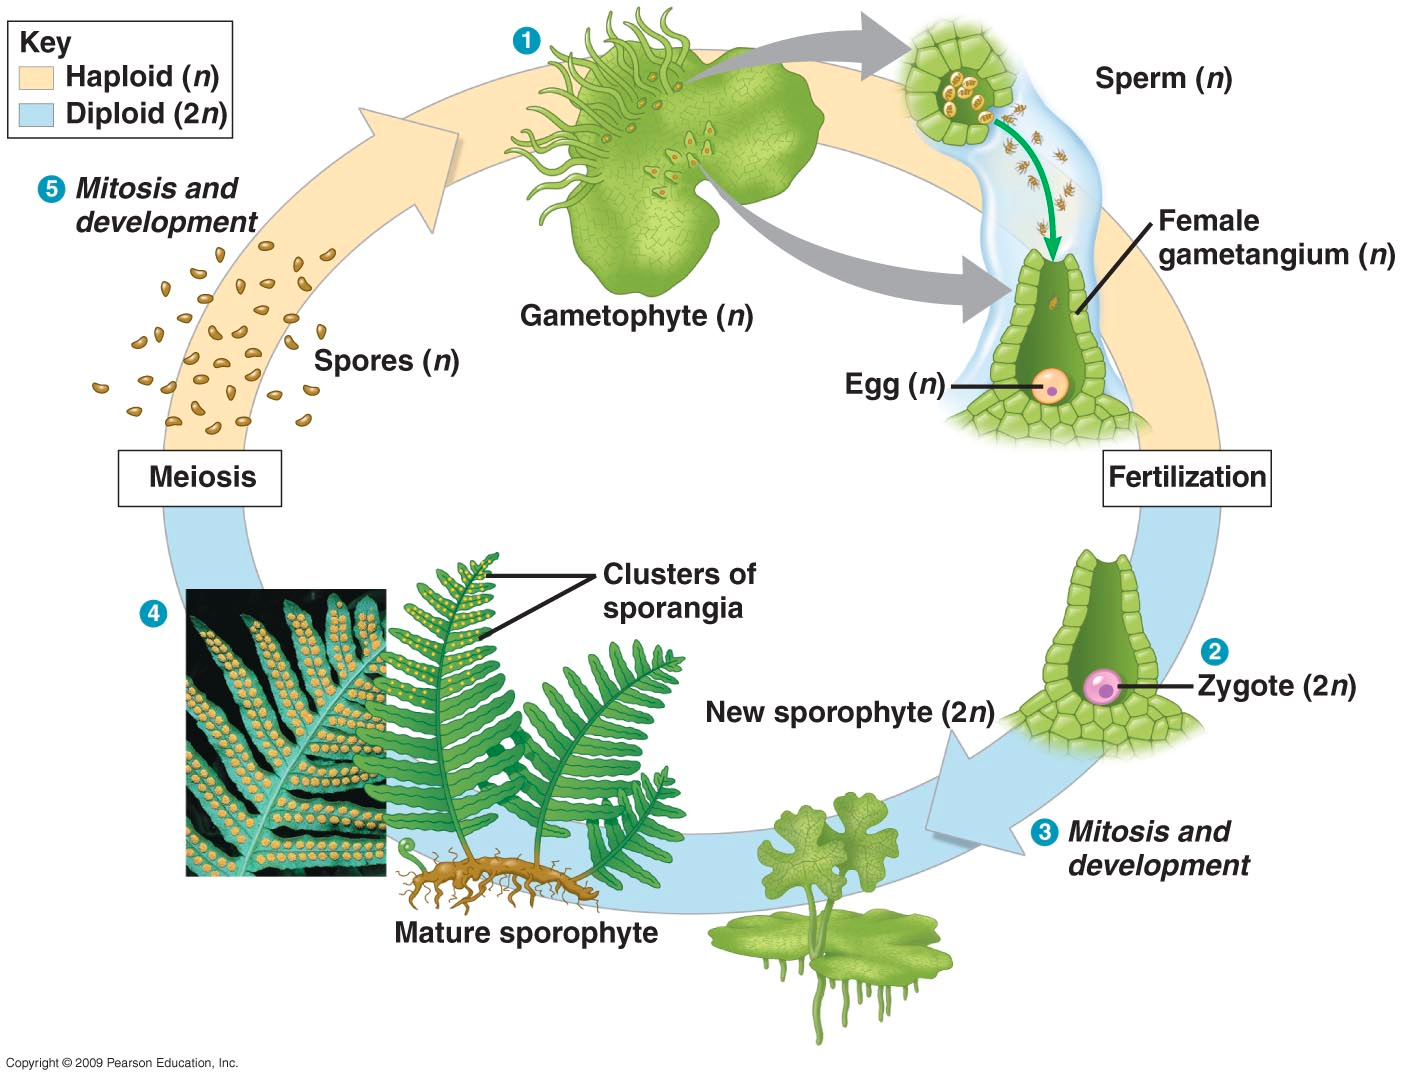 Key
Haploid (n)
Diploid (2n)
1
Sperm (n)
5 Mitosis and
development
Female
gametangium (n)
Gametophyte (n)
Spores (n)
Egg (n)
Meiosis
Fertilization
Clusters of
sporangia
4
2
Zygote (2n)
New sporophyte (2n)
3 Mitosis and
development
Mature sporophyte
Copyright © 2009 Pearson Education, Inc.